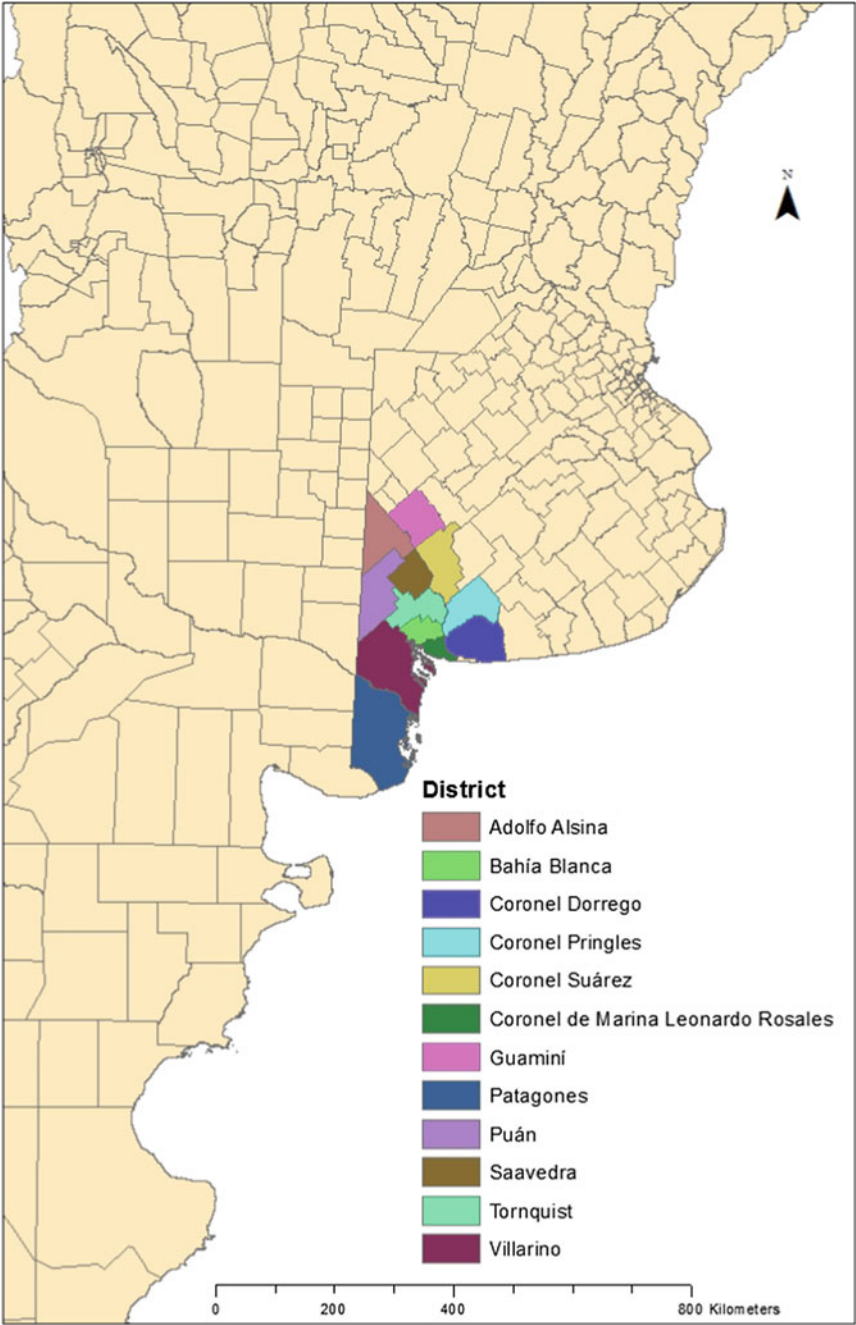 N
District
Adolfo Alsina
Bahía Blanca
Coronel Dorrego
Coronel Pringles
Coronel Suárez
Coronel de Marina Leonardo Rosales
Guaminí
Patagones
Puán
Saavedra
Tornquist
Villarino
0 200 400 800 Kilometers